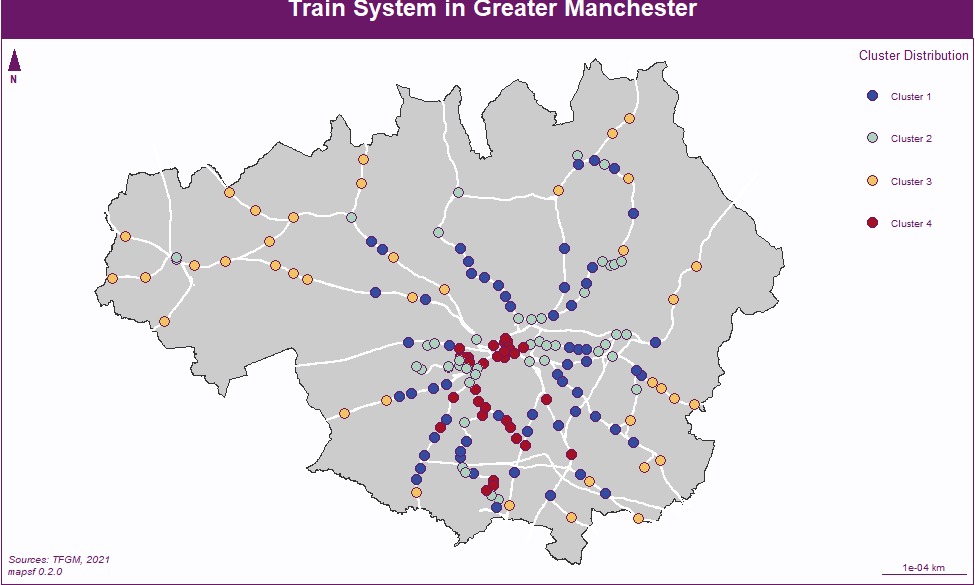 Train System in Greater Manchester
Cluster Distribution
N
Cluster 1
Cluster 2
Cluster 3
Cluster 4
Sources: TFGM, 2021
mapsf 0.2.0
1e-04 km